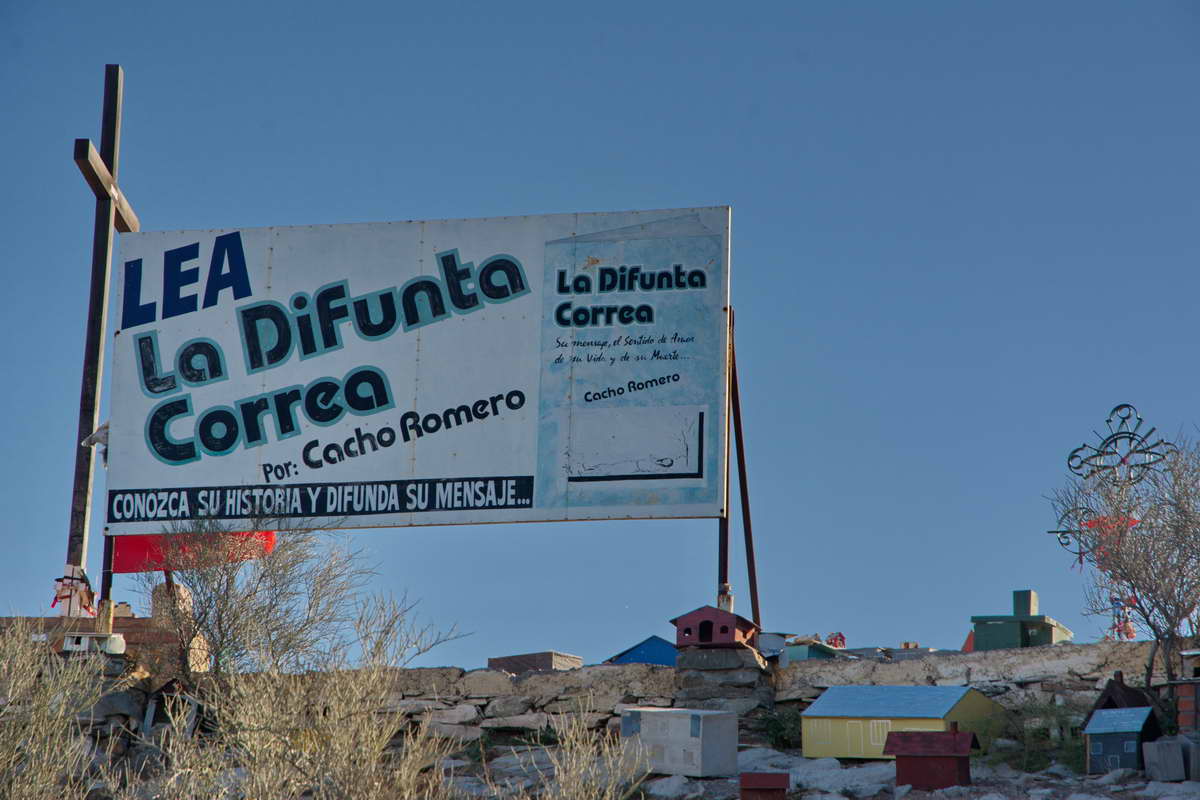 LEA
La Difunta
Correa
Por: Cacho Romero
CONOZCA SU HISTORIA Y DIFUNDA SU MENSAJE...
La Difunta
Correa
Su mensaje, el Sentido de Amor
de su Vida y de su Muerte...
Cacho Romero